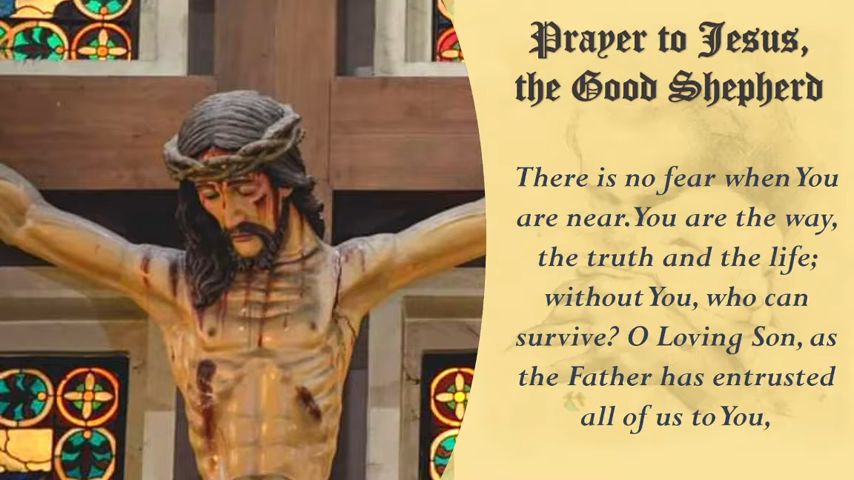 Prayer to Jesus,
the Good Shepherd
There is no fear when You
are near. You are the way,
the truth and the life;
without You, who can
survive? O Loving Son, as
the Father has entrusted
all of us to You,